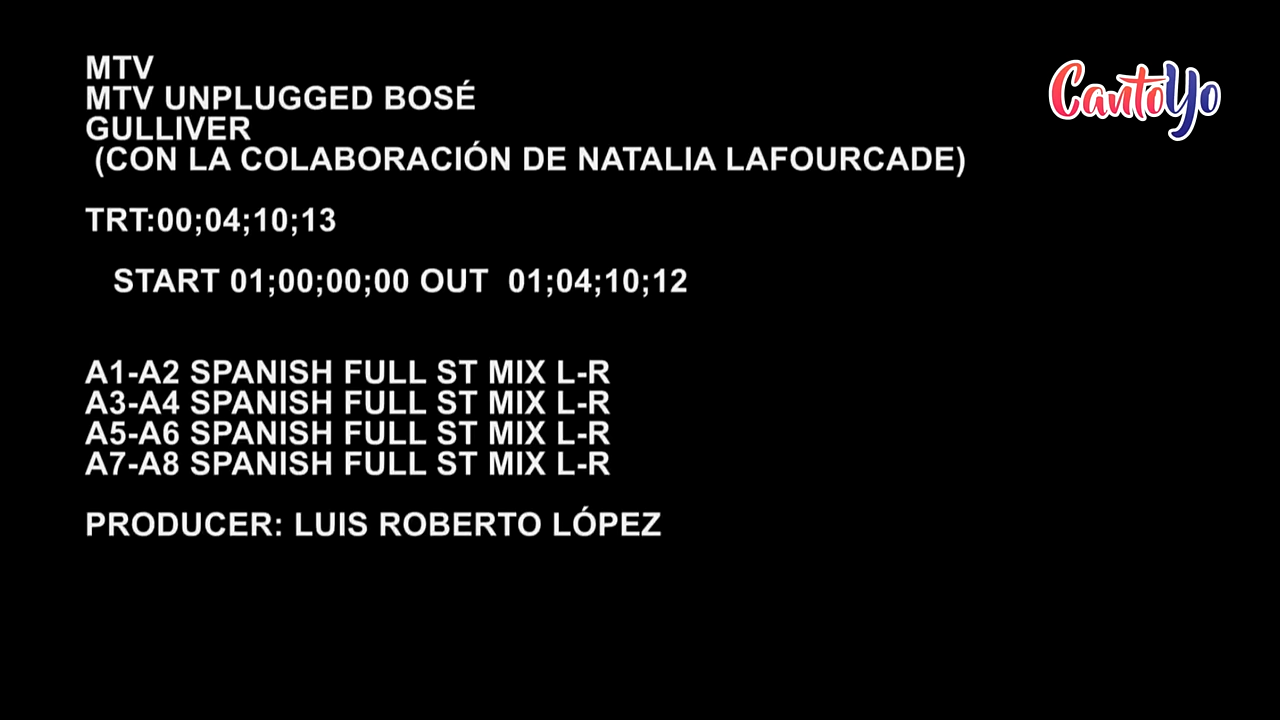 MTV
MTV UNPLUGGED BOSÉ
GULLIVER
(CON LA COLABORACIÓN DE NATALIA LAFOURCADE)
TRT:00;04;10;13
START 01;00;00;00 OUT 01;04;10;12
A1-A2 SPANISH FULL ST MIX L-R
A3-A4 SPANISH FULL ST MIX L-R
A5-A6 SPANISH FULL ST MIX L-R
A7-A8 SPANISH FULL ST MIX L-R
PRODUCER: LUIS ROBERTO LÓPEZ
CantoYo